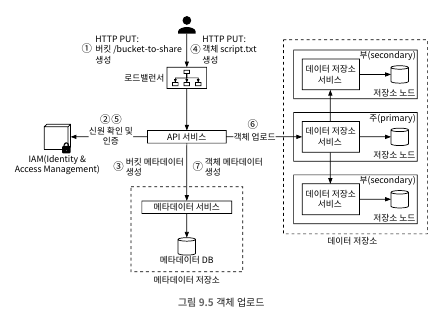 HTTP PUT:
① 버킷 /bucket-to-share
생성
HTTP PUT:
④ 객체 script.txt
생성
로드밸런서
② ⑤
신원 확인 및
인증
IAM(Identity &
Access Management)
API 서비스
⑥
객체 업로드
③ 버킷 메타데이터
생성
⑦ 객체 메타데이터
생성
메타데이터 서비스
메타데이터 DB
메타데이터 저장소
부(secondary)
데이터 저장소
서비스
저장소 노드
주(primary)
데이터 저장소
서비스
저장소 노드
부(secondary)
데이터 저장소
서비스
저장소 노드
데이터 저장소
그림 9.5 객체 업로드